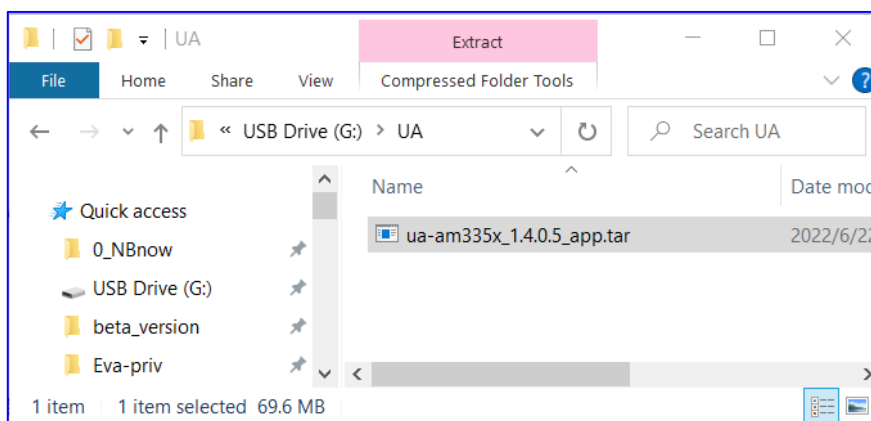 UA
Extract
File
Home
Share
View
Compressed Folder Tools
?
« USB Drive (G:) > UA
Search UA
Quick access
0_NBnow
USB Drive (G:)
beta_version
Eva-priv
Name
Date mod
ua-am335x_1.4.0.5_app.tar
2022/6/22
1 item
1 item selected 69.6 MB